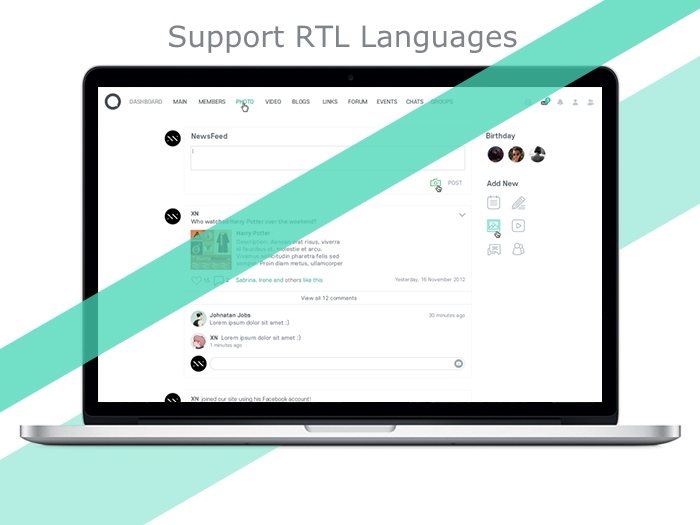 Support RTL Languages
DASHBOARD MAIN MEMBERS PHOTO VIDEO BLOGS LINKS FORUM EVENTS CHATS GROUPS
NewsFeed
POST
Birthday
Add New
XN
Who watched Harry Potter over the weekend?
Harry Potter
Description. Aenean erat risus, viverra
id faucibus et, molestie et arcu.
Vivamus sollicitudin pharetra felis sed
semper. Proin diam metus, ullamcorper
Sabrina, Irene and others like this
Yesterday, 16 November 2012
View all 12 comments
Johnatan Jobs
30 minutes ago
Lorem ipsum dolor sit amet :)
XN Lorem ipsum dolor sit amet :)
1 minutes ago
XN joined our site using his Facebook account!